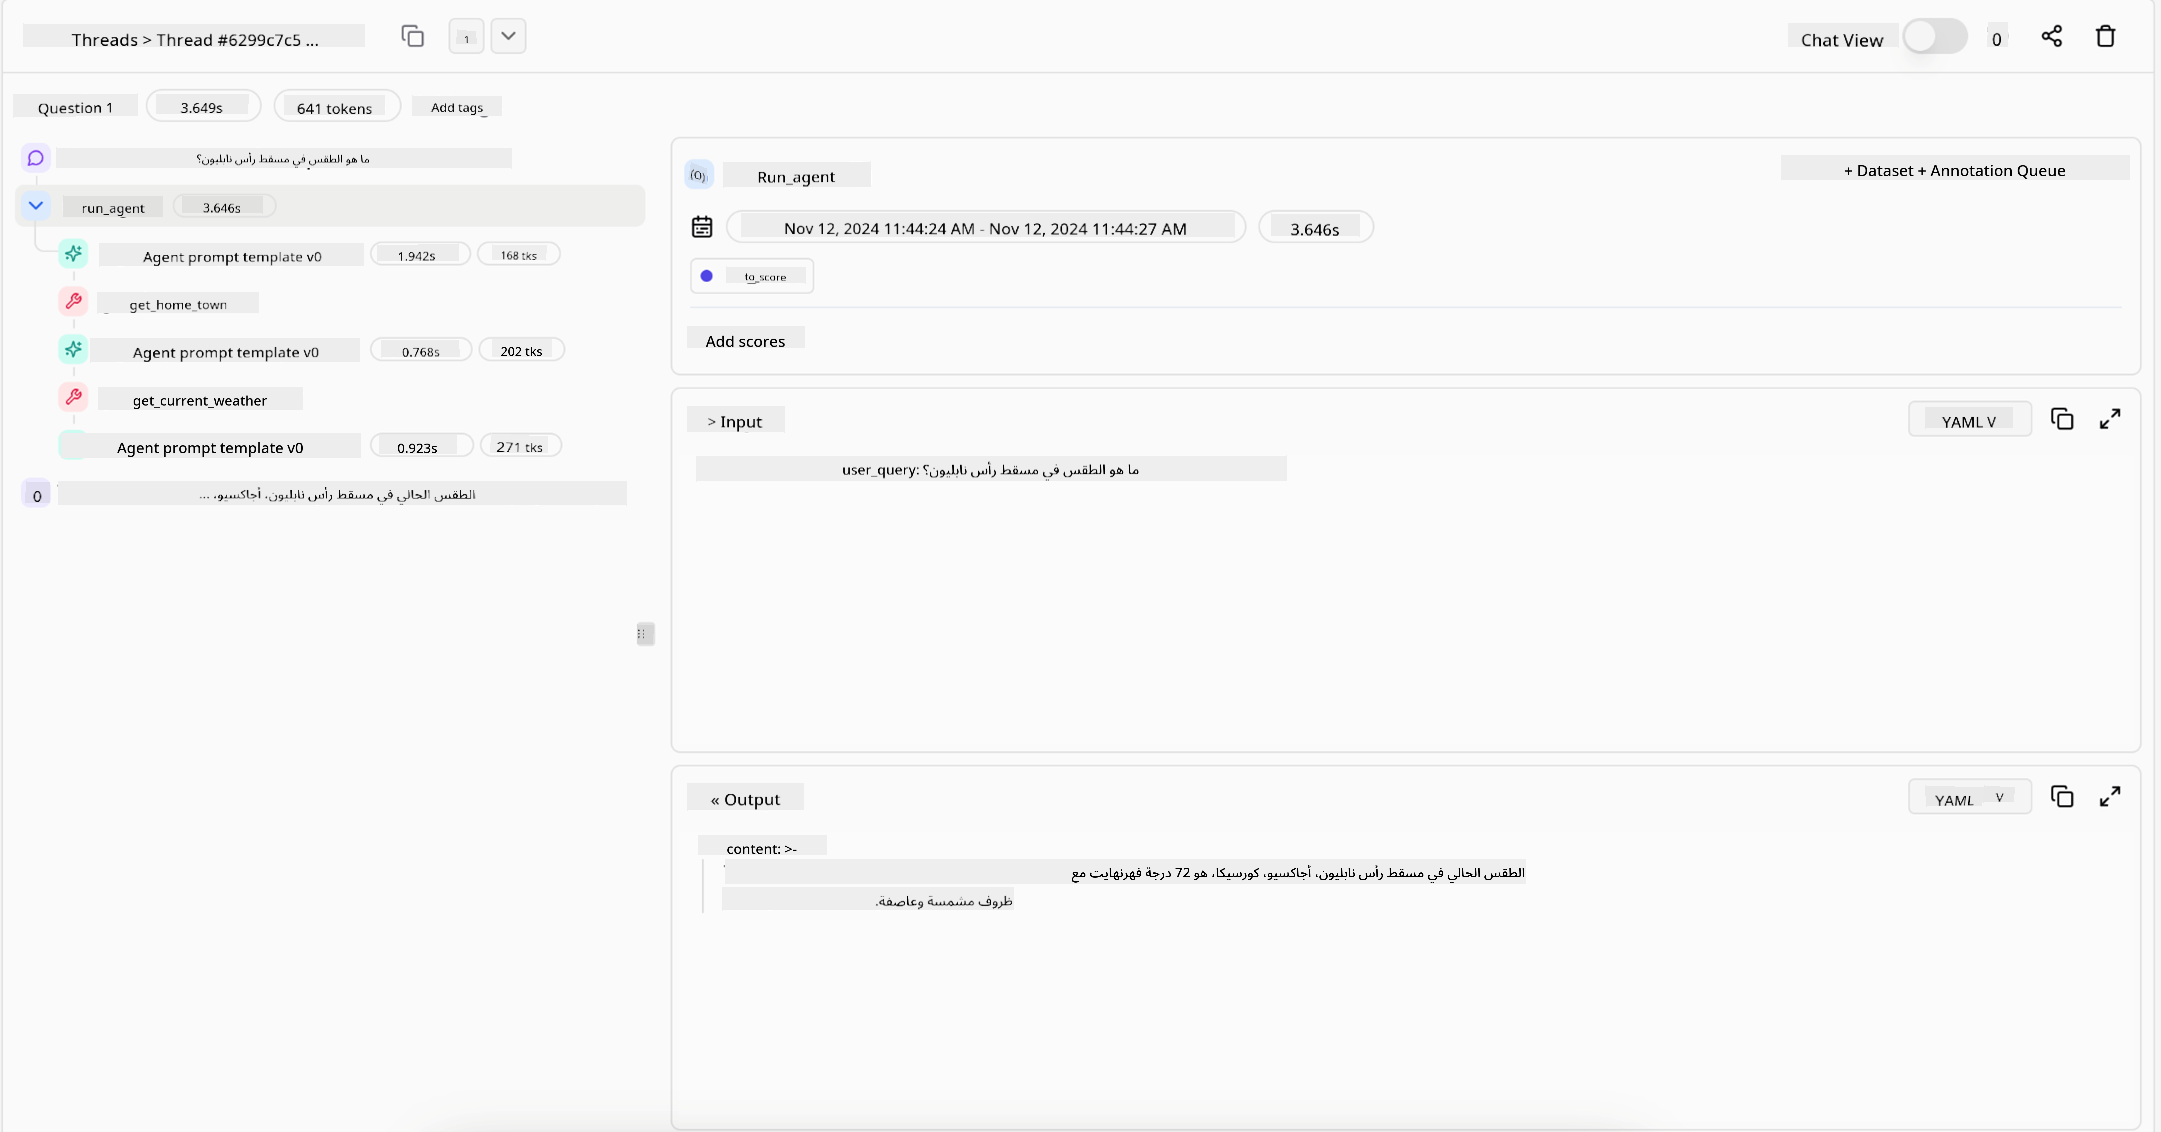 Threads > Thread #6299c7c5 ...
1
Chat View
0
Question 1
3.649s
641 tokens
Add tags
ما هو الطقس في مسقط رأس نابليون؟
run_agent
3.646s
Agent prompt template v0
1.942s
168 tks
get_home_town
Agent prompt template v0
0.768s
202 tks
get_current_weather
Agent prompt template v0
0.923s
271 tks
0
الطقس الحالي في مسقط رأس نابليون، أجاكسيو، ...
Run_agent
+ Dataset + Annotation Queue
Nov 12, 2024 11:44:24 AM - Nov 12, 2024 11:44:27 AM
3.646s
to_score
Add scores
> Input
YAML V
user_query: ما هو الطقس في مسقط رأس نابليون؟
« Output
YAML V
content: >-
الطقس الحالي في مسقط رأس نابليون، أجاكسيو، كورسيكا، هو 72 درجة فهرنهايت مع
ظروف مشمسة وعاصفة.